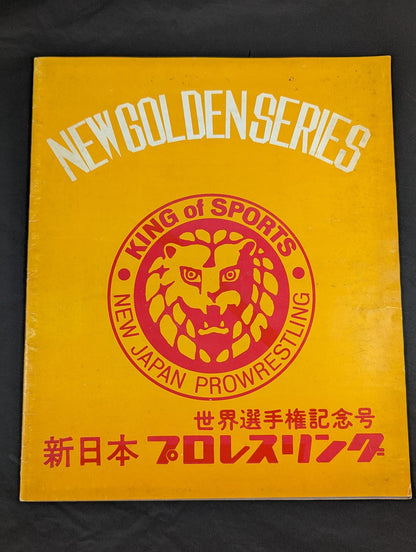 NEW GOLDEN SERIES
KING of SPORTS
NEW JAPAN PROWRESTLING
世界選手権記念号
新日本 プロレスリング